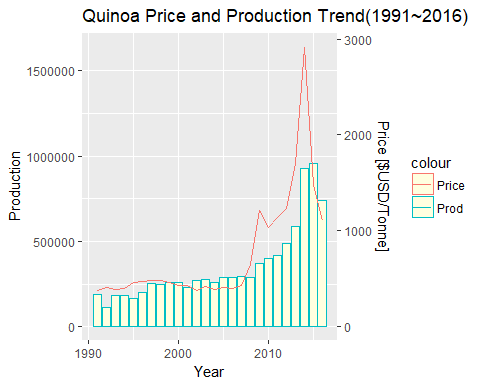 Quinoa Price and Production Trend(1991~2016)
Production
1500000
1000000
500000
0
3000
2000
1000
0
Price [$USD/Tonne]
1990
2000
2010
Year
colour
Price
Prod